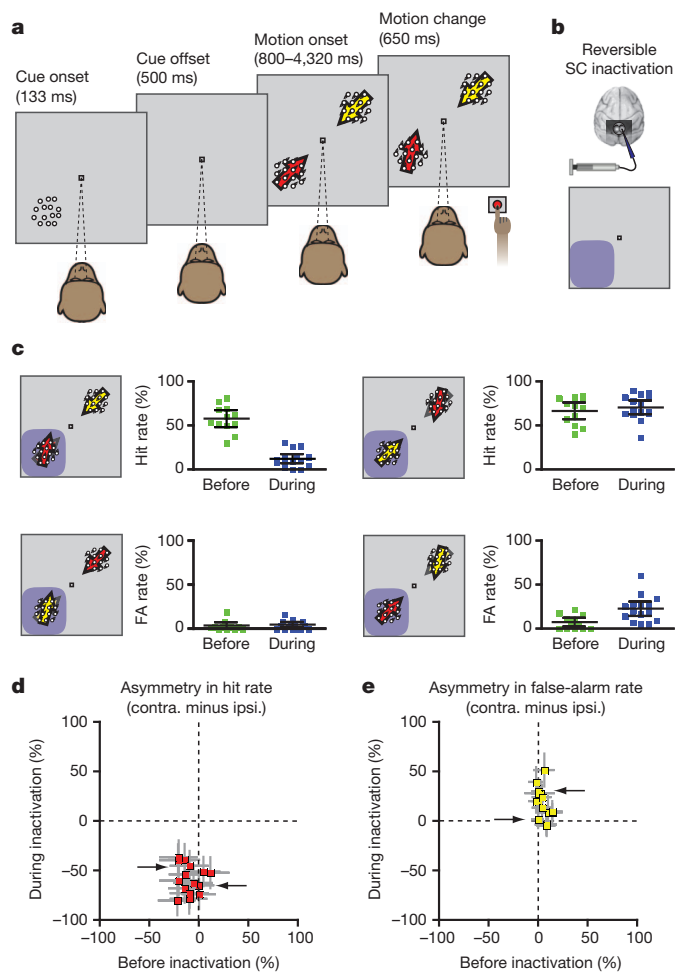 a
Cue onset
(133 ms)
Cue offset
(500 ms)
Motion onset
(800–4,320 ms)
Motion change
(650 ms)
b
Reversible
SC inactivation
c
100
50
0
Hit rate (%)
Before During
100
50
0
Hit rate (%)
Before During
100
50
0
FA rate (%)
Before During
100
50
0
FA rate (%)
Before During
d
Asymmetry in hit rate
(contra. minus ipsi.)
100
50
0
−50
−100
During inactivation (%)
−100 −50 0 50 100
Before inactivation (%)
e
Asymmetry in false-alarm rate
(contra. minus ipsi.)
100
50
0
−50
−100
During inactivation (%)
−100 −50 0 50 100
Before inactivation (%)